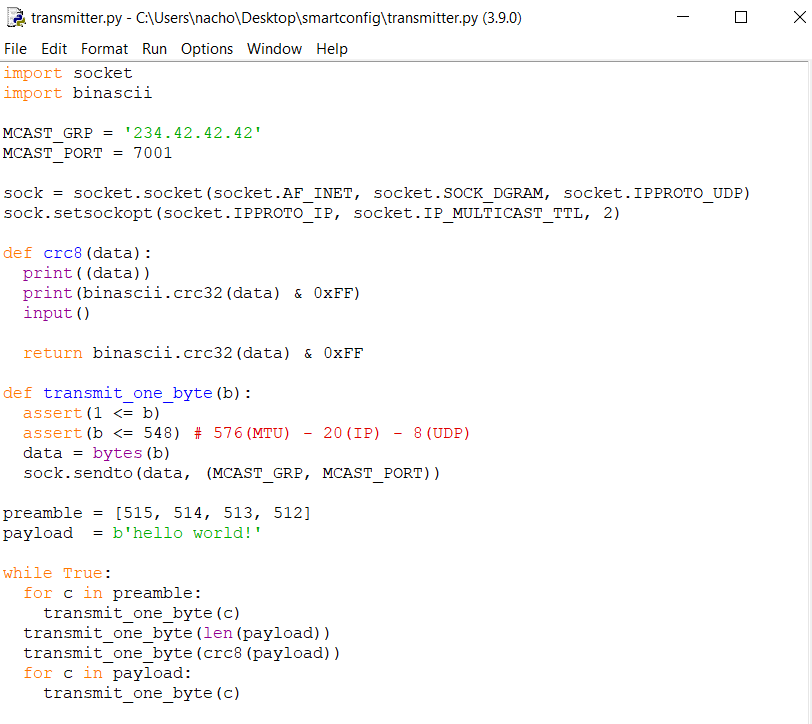 transmitter.py - C:\Users\nacho\Desktop\smartconfig\transmitter.py (3.9.0)
File Edit Format Run Options Window Help
import socket
import binascii

MCAST_GRP = '234.42.42.42'
MCAST_PORT = 7001

sock = socket.socket(socket.AF_INET, socket.SOCK_DGRAM, socket.IPPROTO_UDP)
sock.setsockopt(socket.IPPROTO_IP, socket.IP_MULTICAST_TTL, 2)

def crc8(data):
  print((data))
  print(binascii.crc32(data) & 0xFF)
  input()

  return binascii.crc32(data) & 0xFF

def transmit_one_byte(b):
  assert(1 <= b)
  assert(b <= 548) # 576(MTU) - 20(IP) - 8(UDP)
  data = bytes(b)
  sock.sendto(data, (MCAST_GRP, MCAST_PORT))

preamble = [515, 514, 513, 512]
payload  = b'hello world!'

while True:
  for c in preamble:
    transmit_one_byte(c)
  transmit_one_byte(len(payload))
  transmit_one_byte(crc8(payload))
  for c in payload:
    transmit_one_byte(c)